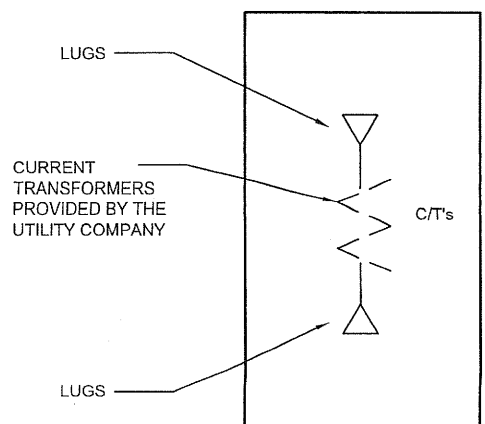 LUGS
CURRENT
TRANSFORMERS
PROVIDED BY THE
UTILITY COMPANY
C/T's
LUGS